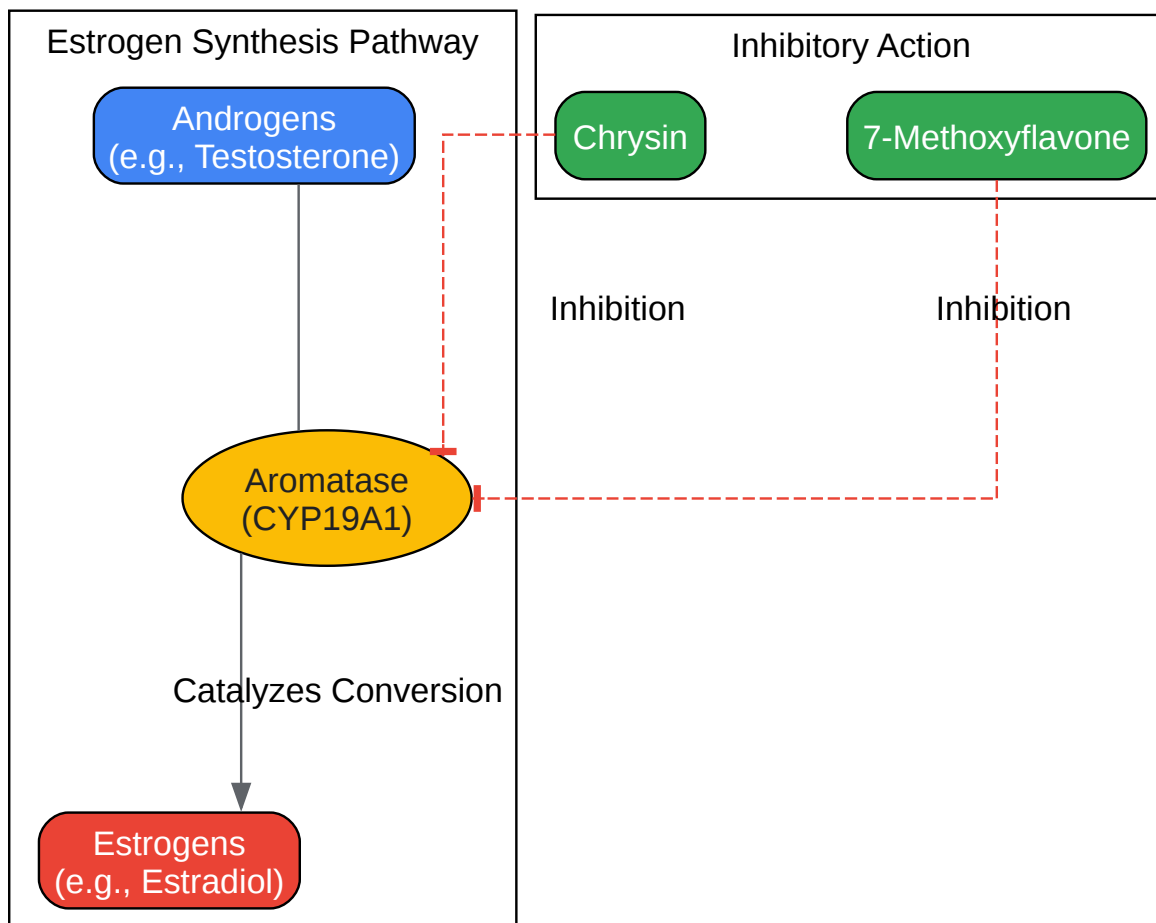 Estrogen Synthesis Pathway
Inhibitory Action
Androgens
(e.g., Testosterone)
Chrysin
7-Methoxyflavone
Inhibition
Inhibition
Aromatase
(CYP19A1)
Catalyzes Conversion
Estrogens
(e.g., Estradiol)